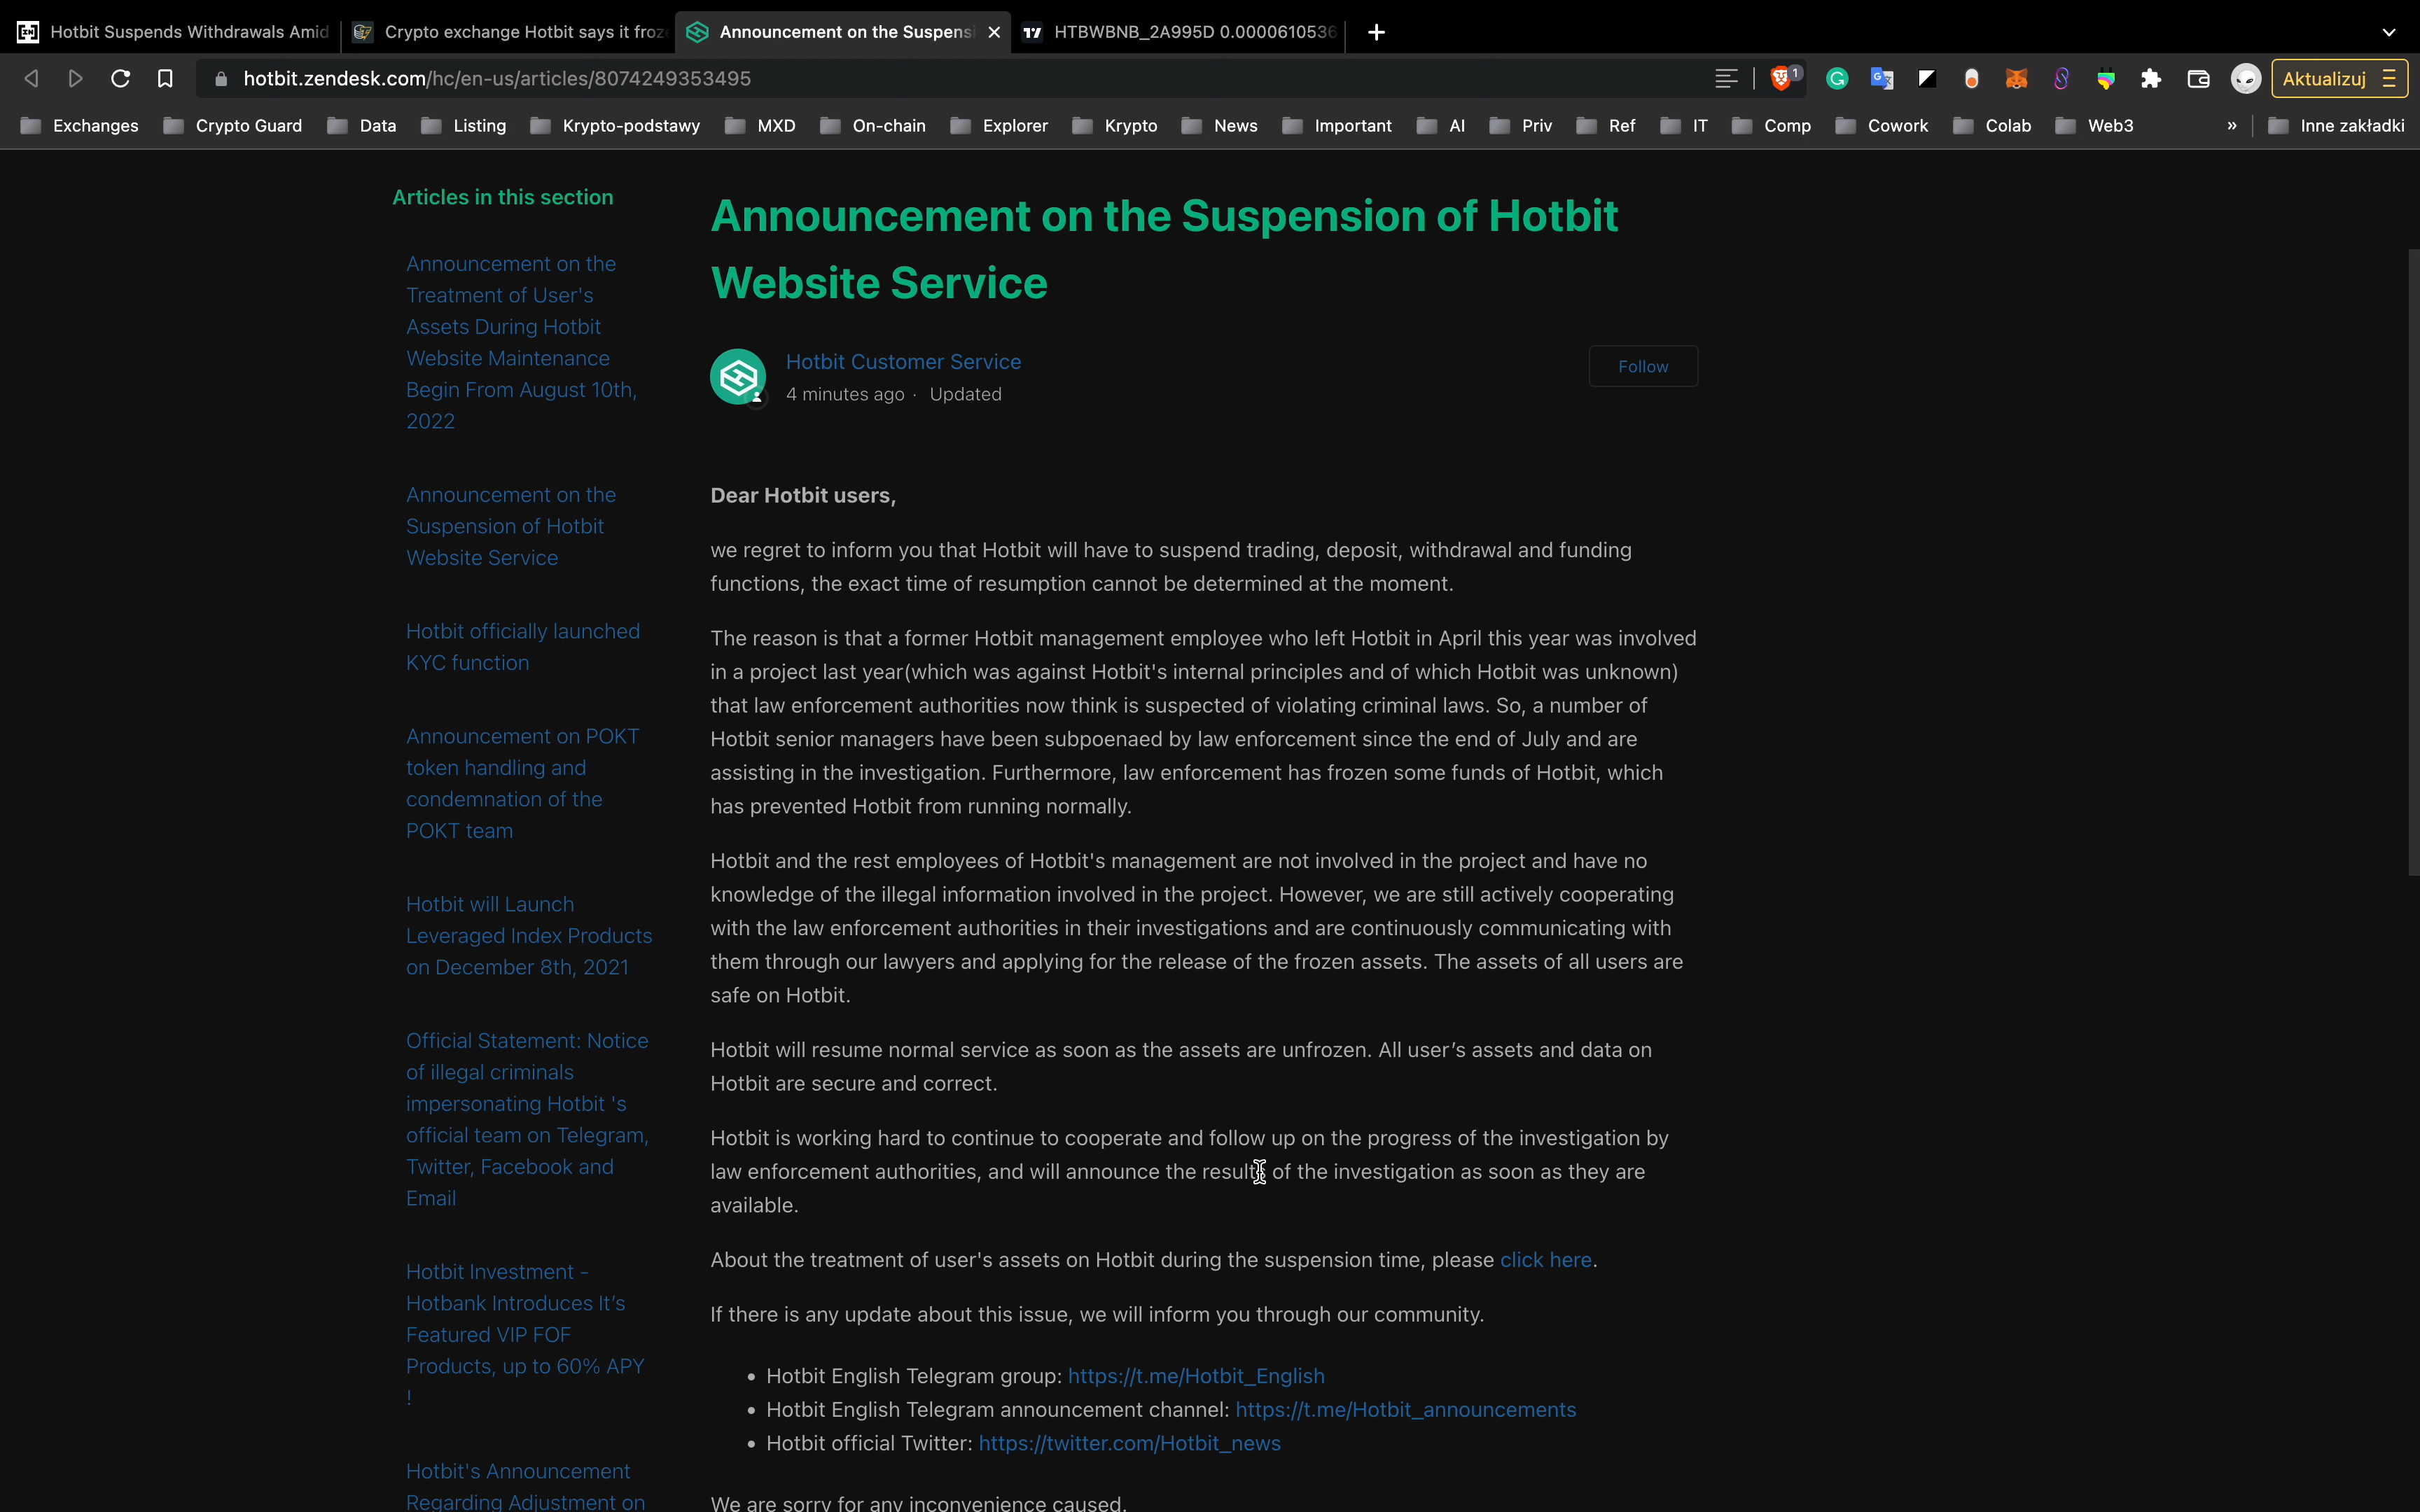 Hotbit Suspends Withdrawals Amid
Crypto exchange Hotbit says it froz
Announcement on the Suspens
HTBWBNB_2A995D 0.0000610536
hotbit.zendesk.com/hc/en-us/articles/8074249353495
1
Aktualizuj
Exchanges
Crypto Guard
Data
Listing
Krypto-podstawy
MXD
On-chain
Explorer
Krypto
News
Important
AI
Priv
Ref
IT
Comp
Cowork
Colab
Web3
»
Inne zakładki
Articles in this section
Announcement on the
Treatment of User's
Assets During Hotbit
Website Maintenance
Begin From August 10th,
2022
Announcement on the
Suspension of Hotbit
Website Service
Hotbit officially launched
KYC function
Announcement on POKT
token handling and
condemnation of the
POKT team
Hotbit will Launch
Leveraged Index Products
on December 8th, 2021
Official Statement: Notice
of illegal criminals
impersonating Hotbit 's
official team on Telegram,
Twitter, Facebook and
Email
Hotbit Investment -
Hotbank Introduces It’s
Featured VIP FOF
Products, up to 60% APY
!
Hotbit's Announcement
Regarding Adjustment on
Announcement on the Suspension of Hotbit
Website Service
Hotbit Customer Service
4 minutes ago · Updated
Follow
Dear Hotbit users,
we regret to inform you that Hotbit will have to suspend trading, deposit, withdrawal and funding
functions, the exact time of resumption cannot be determined at the moment.
The reason is that a former Hotbit management employee who left Hotbit in April this year was involved
in a project last year(which was against Hotbit's internal principles and of which Hotbit was unknown)
that law enforcement authorities now think is suspected of violating criminal laws. So, a number of
Hotbit senior managers have been subpoenaed by law enforcement since the end of July and are
assisting in the investigation. Furthermore, law enforcement has frozen some funds of Hotbit, which
has prevented Hotbit from running normally.
Hotbit and the rest employees of Hotbit's management are not involved in the project and have no
knowledge of the illegal information involved in the project. However, we are still actively cooperating
with the law enforcement authorities in their investigations and are continuously communicating with
them through our lawyers and applying for the release of the frozen assets. The assets of all users are
safe on Hotbit.
Hotbit will resume normal service as soon as the assets are unfrozen. All user’s assets and data on
Hotbit are secure and correct.
Hotbit is working hard to continue to cooperate and follow up on the progress of the investigation by
law enforcement authorities, and will announce the results of the investigation as soon as they are
available.
About the treatment of user's assets on Hotbit during the suspension time, please click here.
If there is any update about this issue, we will inform you through our community.
• Hotbit English Telegram group: https://t.me/Hotbit_English
• Hotbit English Telegram announcement channel: https://t.me/Hotbit_announcements
• Hotbit official Twitter: https://twitter.com/Hotbit_news
We are sorry for any inconvenience caused.